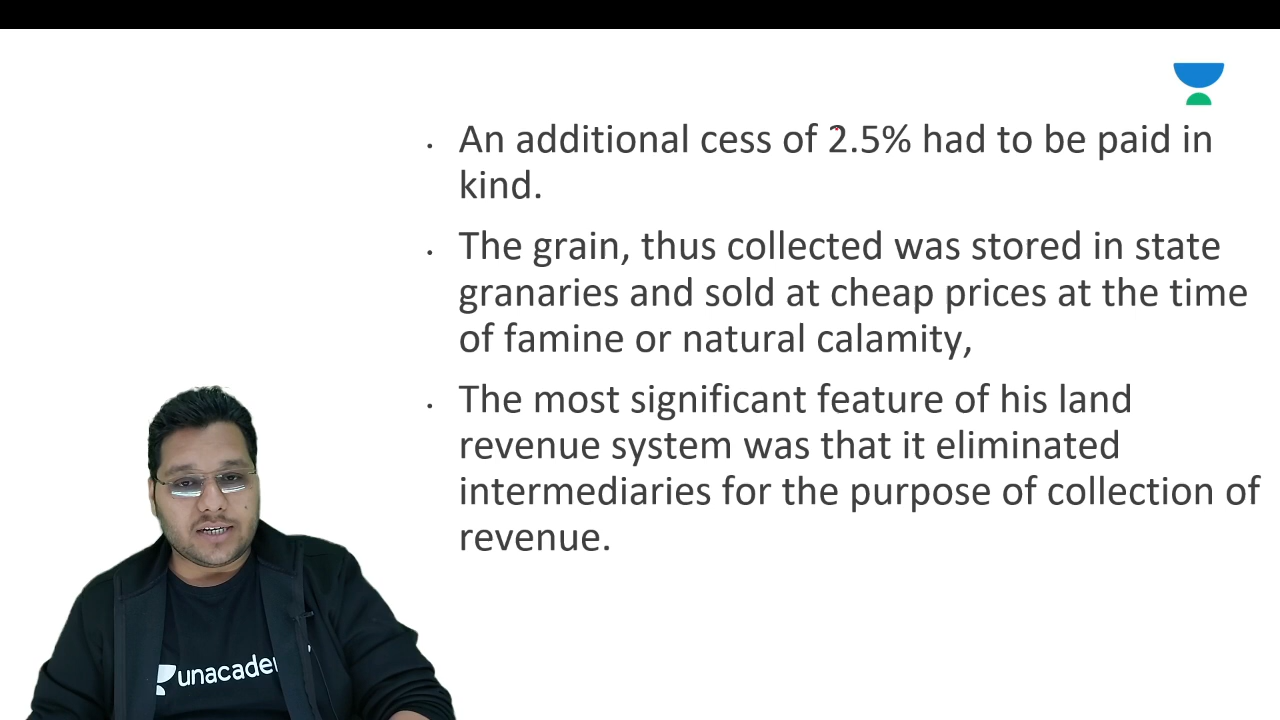 An additional cess of 2.5% had to be paid in
kind.
The grain, thus collected was stored in state
granaries and sold at cheap prices at the time
of famine or natural calamity,
The most significant feature of his land
revenue system was that it eliminated
intermediaries for the purpose of collection of
revenue.
unacade